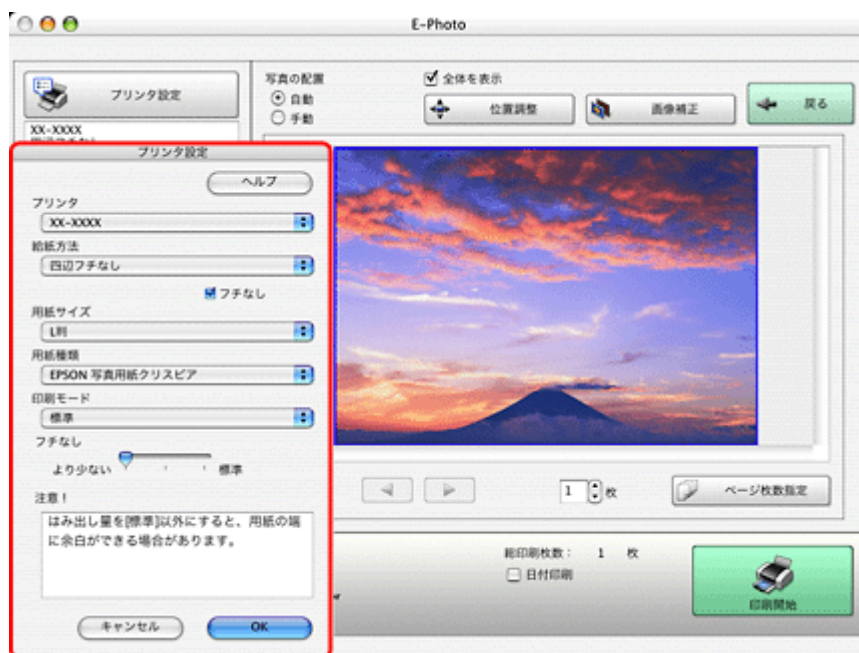 E-Photo
プリンタ設定
写真の配置
自動
手動
全体を表示
位置調整
画像補正
戻る
XX-XXXX
プリンタ設定
ヘルプ
プリンタ
XX-XXXX
給紙方法
四辺フチなし
フチなし
用紙サイズ
L判
用紙種類
EPSON 写真用紙クリスピア
印刷モード
標準
フチなし
より少ない
標準
注意！
はみ出し量を[標準]以外にすると、用紙の端
に余白ができる場合があります。
キャンセル
OK
1 枚
ページ枚数指定
総印刷枚数： 1 枚
日付印刷
印刷開始